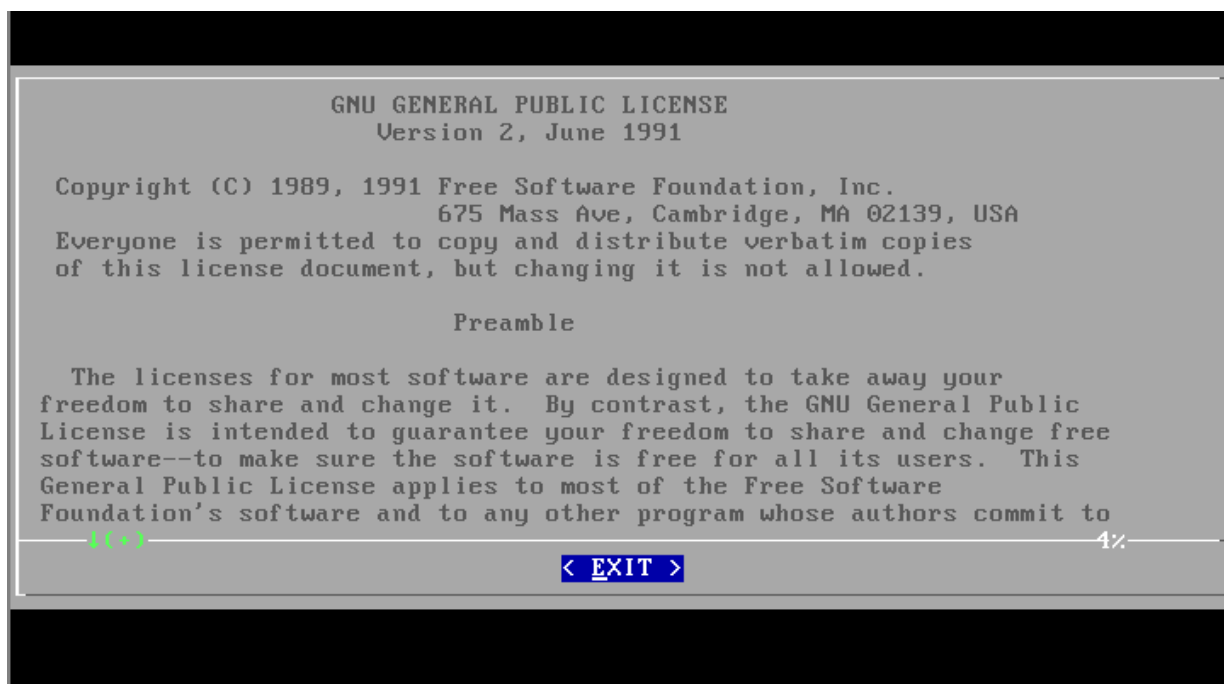 GNU GENERAL PUBLIC LICENSE
Version 2, June 1991
Copyright (C) 1989, 1991 Free Software Foundation, Inc.
675 Mass Ave, Cambridge, MA 02139, USA
Everyone is permitted to copy and distribute verbatim copies
of this license document, but changing it is not allowed.
Preamble
The licenses for most software are designed to take away your
freedom to share and change it.  By contrast, the GNU General Public
License is intended to guarantee your freedom to share and change free
software--to make sure the software is free for all its users.  This
General Public License applies to most of the Free Software
Foundation's software and to any other program whose authors commit to
↓(+) 4%
< EXIT >